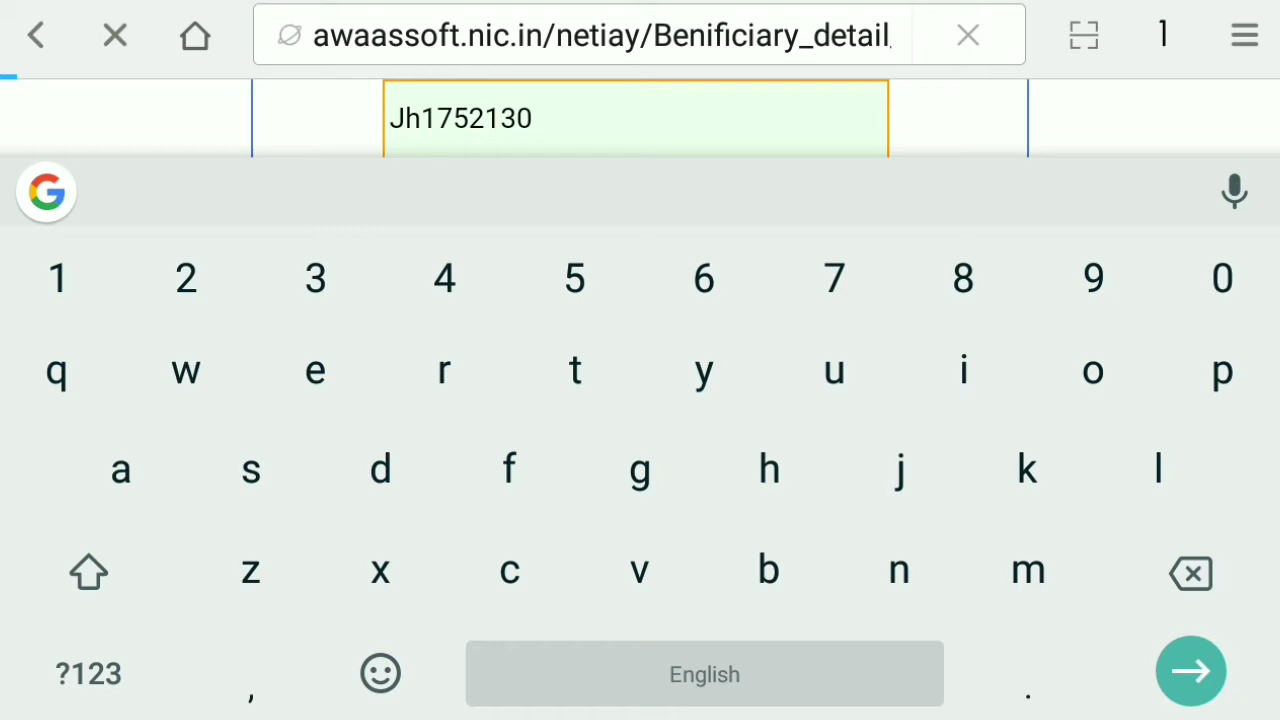 awaassoft.nic.in/netiay/Benificiary_detail.
1
Jh1752130
1 2 3 4 5 6 7 8 9 0
q w e r t y u i o p
a s d f g h j k l
z x c v b n m
?123 , English .